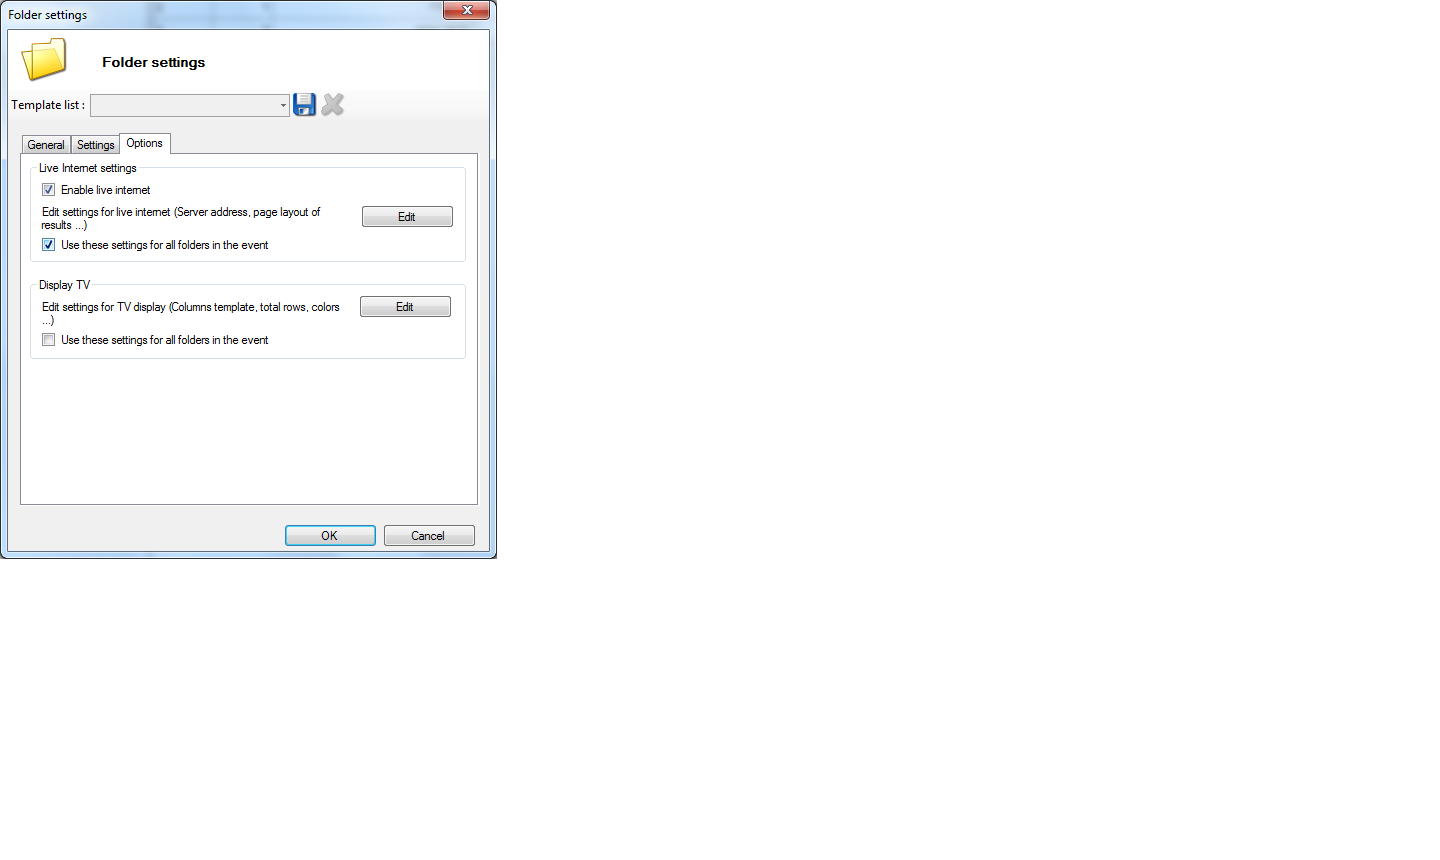 Folder settings
Folder settings
Template list :
General Settings Options
Live Internet settings
Enable live internet
Edit settings for live internet (Server address, page layout of
results ...)
Edit
Use these settings for all folders in the event
Display TV
Edit settings for TV display (Columns template, total rows, colors
...)
Edit
Use these settings for all folders in the event
OK Cancel